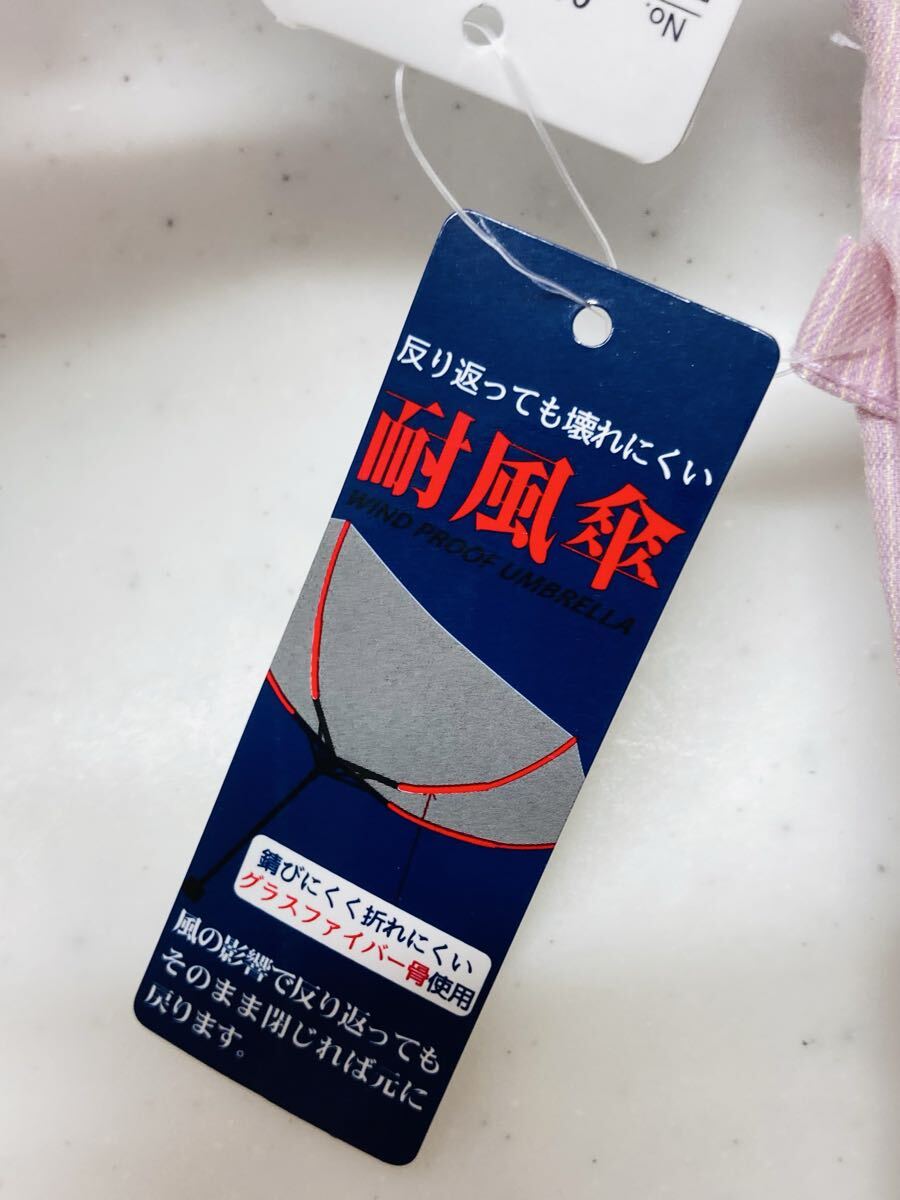 No.
反り返っても壊れにくい
耐風傘
WIND PROOF UMBRELLA
錆びにくく折れにくい
グラスファイバー骨使用
風の影響で反り返っても
そのまま閉じれば元に
戻ります。